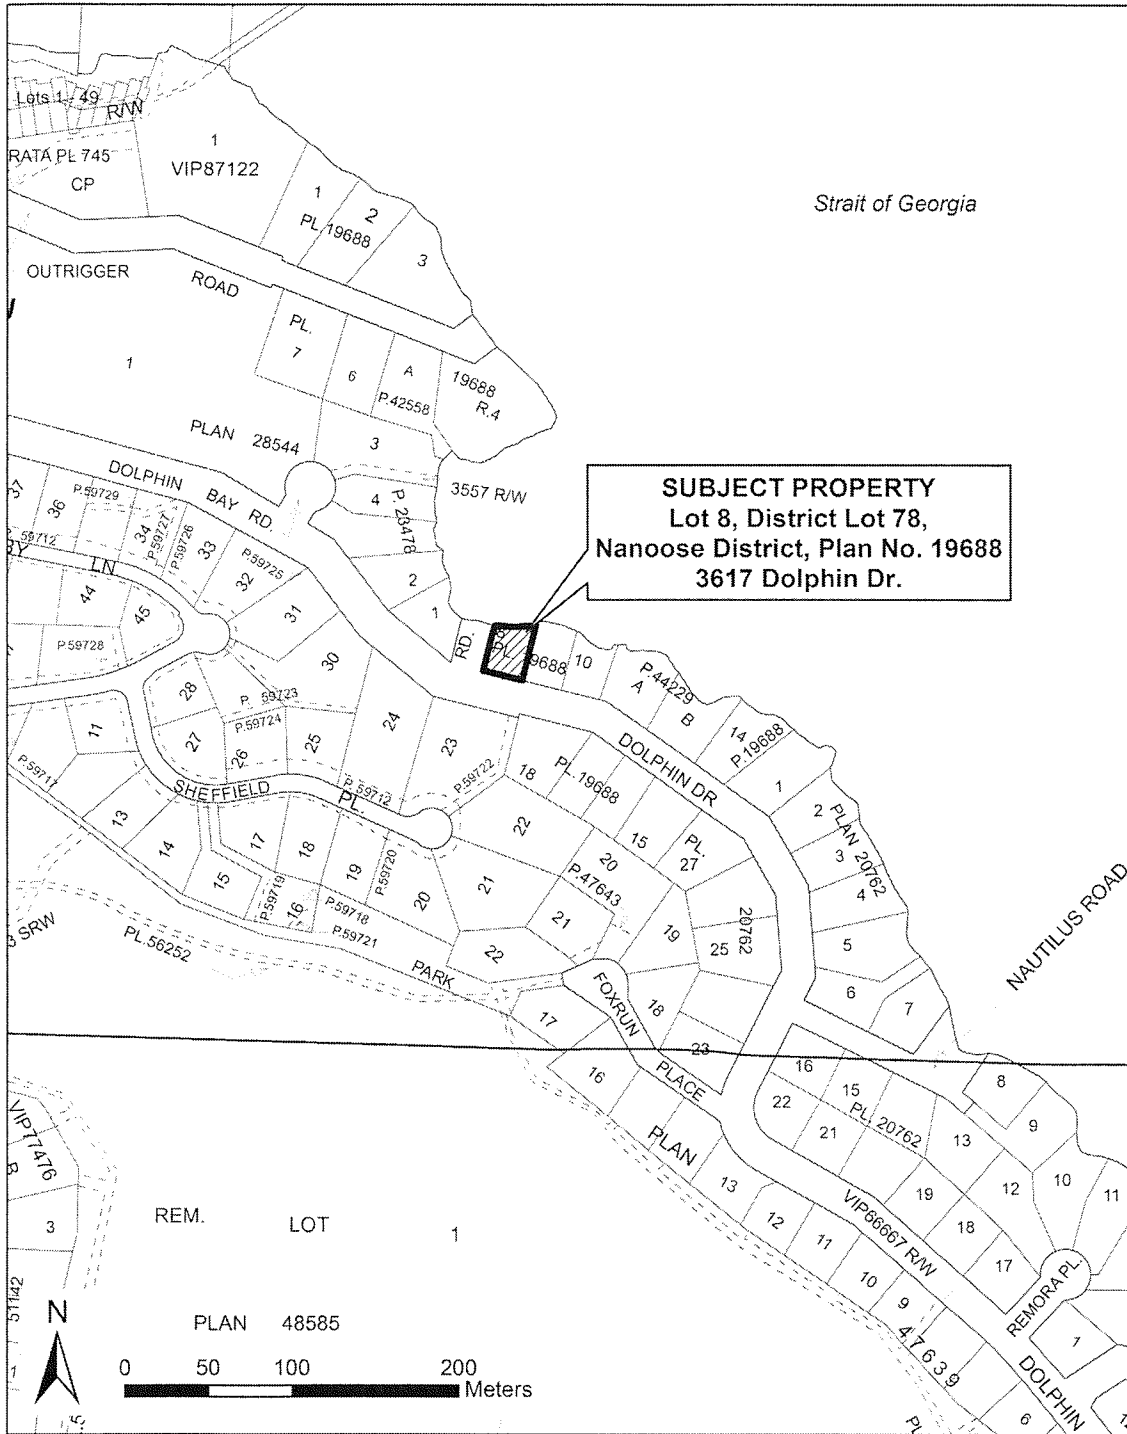 Lots 1 - 49
R/W
RATA PL 745
CP
1
VIP87122
1
PL.19688
2
3
Strait of Georgia
OUTRIGGER
ROAD
1
PL.
7
6
A
P.42558
19688
R.4
PLAN 28544
3
3557 R/W
4
P. 23478
2
1
DOLPHIN
BAY RD.
SUBJECT PROPERTY
Lot 8, District Lot 78,
Nanoose District, Plan No. 19688
3617 Dolphin Dr.
37
36
P.59729
34
P.59727
P.59726
33
32
P.59725
31
30
59712
LN
44
45
P.59728
RD.
8
PL
9688
10
P.44229
A
B
14
P.19688
28
P. 59723
P.59724
27
26
25
24
23
11
P.59717
SHEFFIELD
PL.
P.59712
P.59722
18
PL.19688
DOLPHIN DR
15
PL.
27
1
2
PLAN 20762
3
4
5
6
7
13
14
15
17
18
19
P.59720
20
P.59719
16
P.59718
P.59721
22
21
20
P.47643
21
22
19
18
25
20762
23
NAUTILUS ROAD
3 SRW
PL.56252
PARK
FOXRUN
PLACE
17
16
PLAN
13
12
11
10
9
47639
6
16
15
PL. 20762
22
21
13
19
18
17
12
8
9
10
11
VIP66667 R/W
REMORA PL.
1
DOLPHIN
VIP77476
B
3
51142
1
REM.
LOT
1
PLAN 48585
N
0 50 100 200
Meters